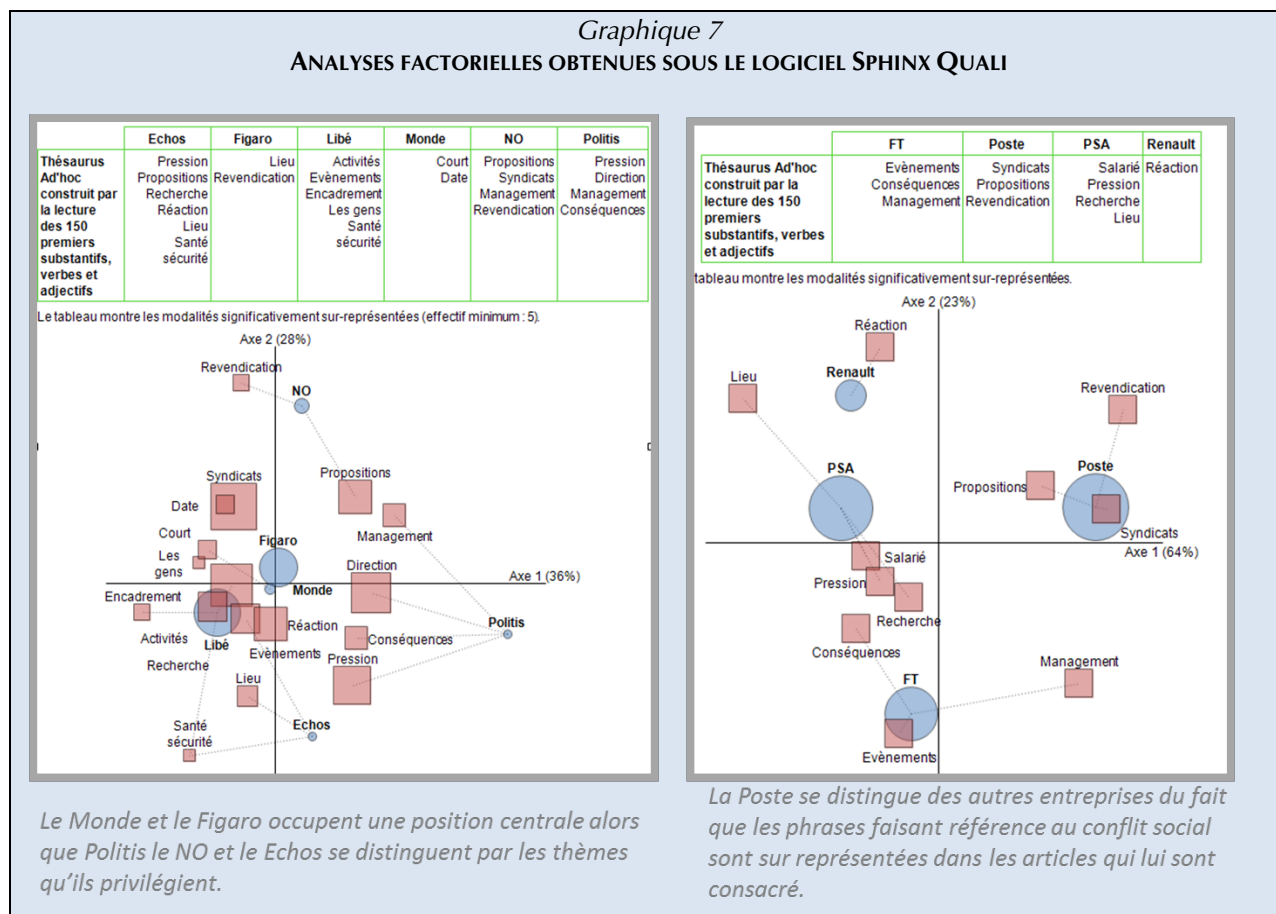 Graphique 7
ANALYSES FACTORIELLES OBTENUES SOUS LE LOGICIEL SPHINX QUALI
Echos Figaro Libé Monde NO Politis
Thésaurus Pression Lieu Activités Court Propositions Pression
Ad'hoc Propositions Revendication Evènements Date Syndicats Direction
construit par Recherche Encadrement Management Management
la lecture Réaction Les gens Revendication Conséquences
des 150 Lieu Santé
premiers Santé sécurité
substantifs, sécurité
verbes et
adjectifs
Le tableau montre les modalités significativement sur-représentées (effectif minimum : 5).
Axe 2 (28%)
Revendication
NO
Syndicats
Propositions
Date
Management
Court
Figaro
Les
gens
Direction
Axe 1 (36%)
Monde
Encadrement
Réaction
Politis
Activités
Libé
Conséquences
Evènements
Recherche
Pression
Lieu
Santé
sécurité
Echos
Le Monde et le Figaro occupent une position centrale alors
que Politis le NO et le Echos se distinguent par les thèmes
qu'ils privilégient.
FT Poste PSA Renault
Thésaurus Ad'hoc Evènements Syndicats Salarié Réaction
construit par la Conséquences Propositions Pression
lecture des 150 Management Revendication Recherche
premiers Lieu
substantifs, verbes
et adjectifs
tableau montre les modalités significativement sur-représentées.
Axe 2 (23%)
Réaction
Lieu
Renault
Revendication
PSA
Poste
Propositions
Syndicats
Axe 1 (64%)
Salarié
Pression
Recherche
Conséquences
Management
FT
Evènements
La Poste se distingue des autres entreprises du fait
que les phrases faisant référence au conflit social
sont sur représentées dans les articles qui lui sont
consacré.